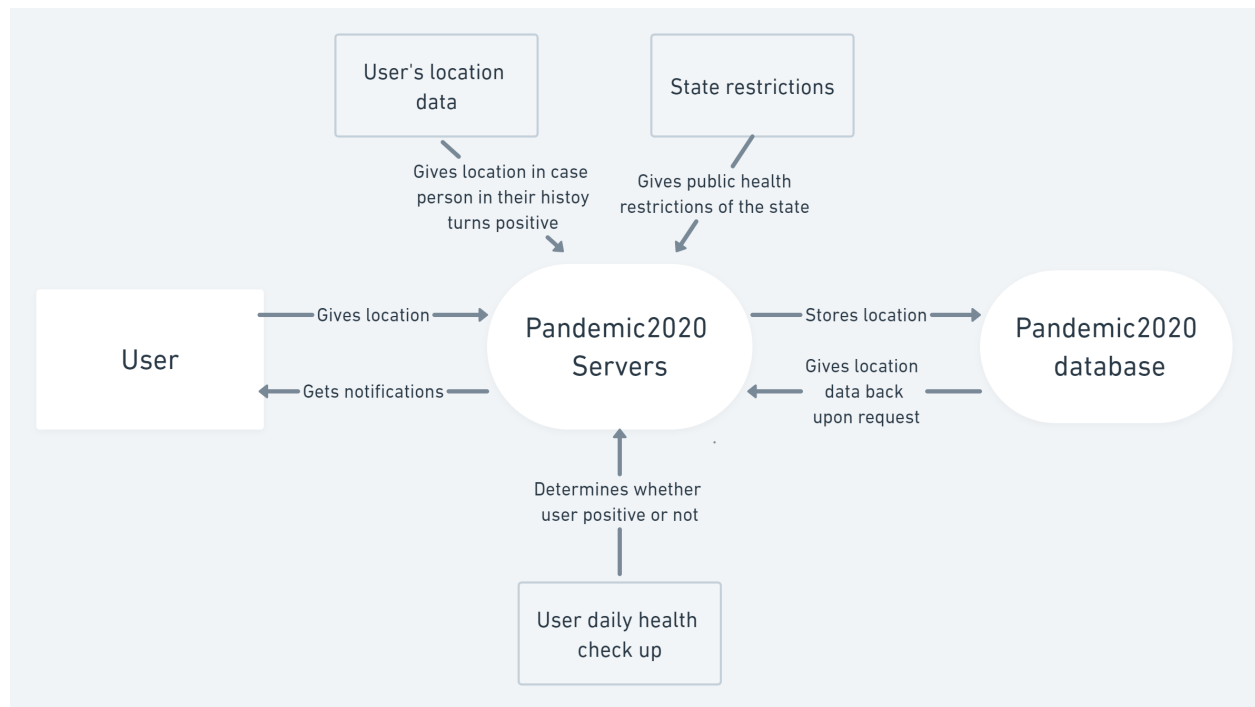 User's location
data
State restrictions
Gives location in case
person in their histoy
turns positive
Gives public health
restrictions of the state
User
Gives location
Gets notifications
Pandemic2020
Servers
Stores location
Gives location
data back
upon request
Pandemic2020
database
Determines whether
user positive or not
User daily health
check up